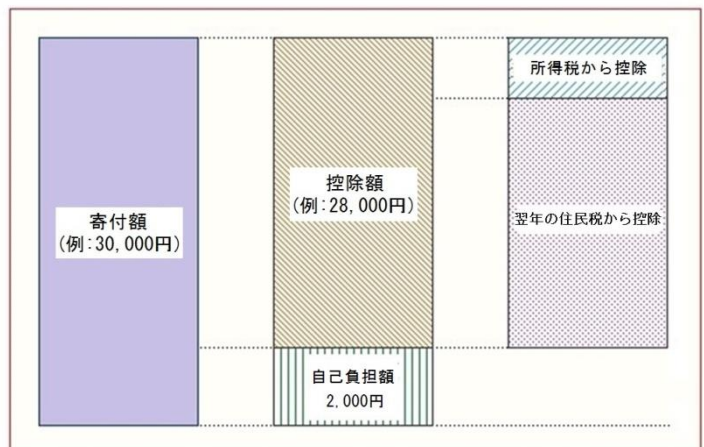 寄付額
(例:30,000円)
控除額
(例:28,000円)
自己負担額
2,000円
所得税から控除
翌年の住民税から控除